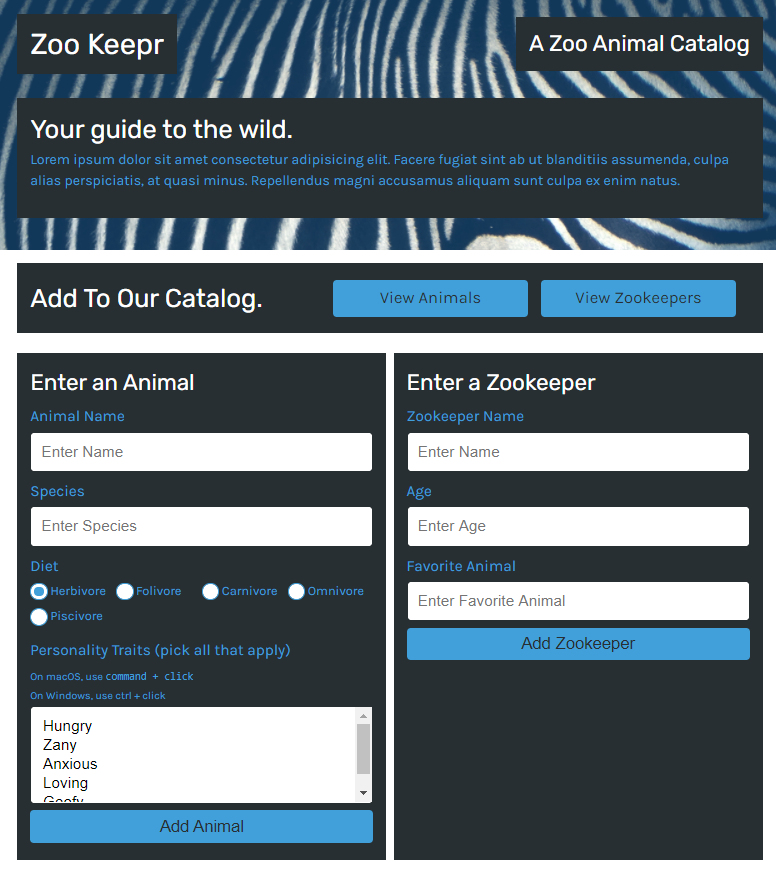 Zoo Keepr
A Zoo Animal Catalog
Your guide to the wild.
Lorem ipsum dolor sit amet consectetur adipisicing elit. Facere fugiat sint ab ut blanditiis assumenda, culpa
alias perspiciatis, at quasi minus. Repellendus magni accusamus aliquam sunt culpa ex enim natus.
Add To Our Catalog.
View Animals
View Zookeepers
Enter an Animal
Animal Name
Enter Name
Species
Enter Species
Diet
Herbivore Folivore Carnivore Omnivore
Piscivore
Personality Traits (pick all that apply)
On macOS, use command + click
On Windows, use ctrl + click
Hungry
Zany
Anxious
Loving
Goofy
Add Animal
Enter a Zookeeper
Zookeeper Name
Enter Name
Age
Enter Age
Favorite Animal
Enter Favorite Animal
Add Zookeeper